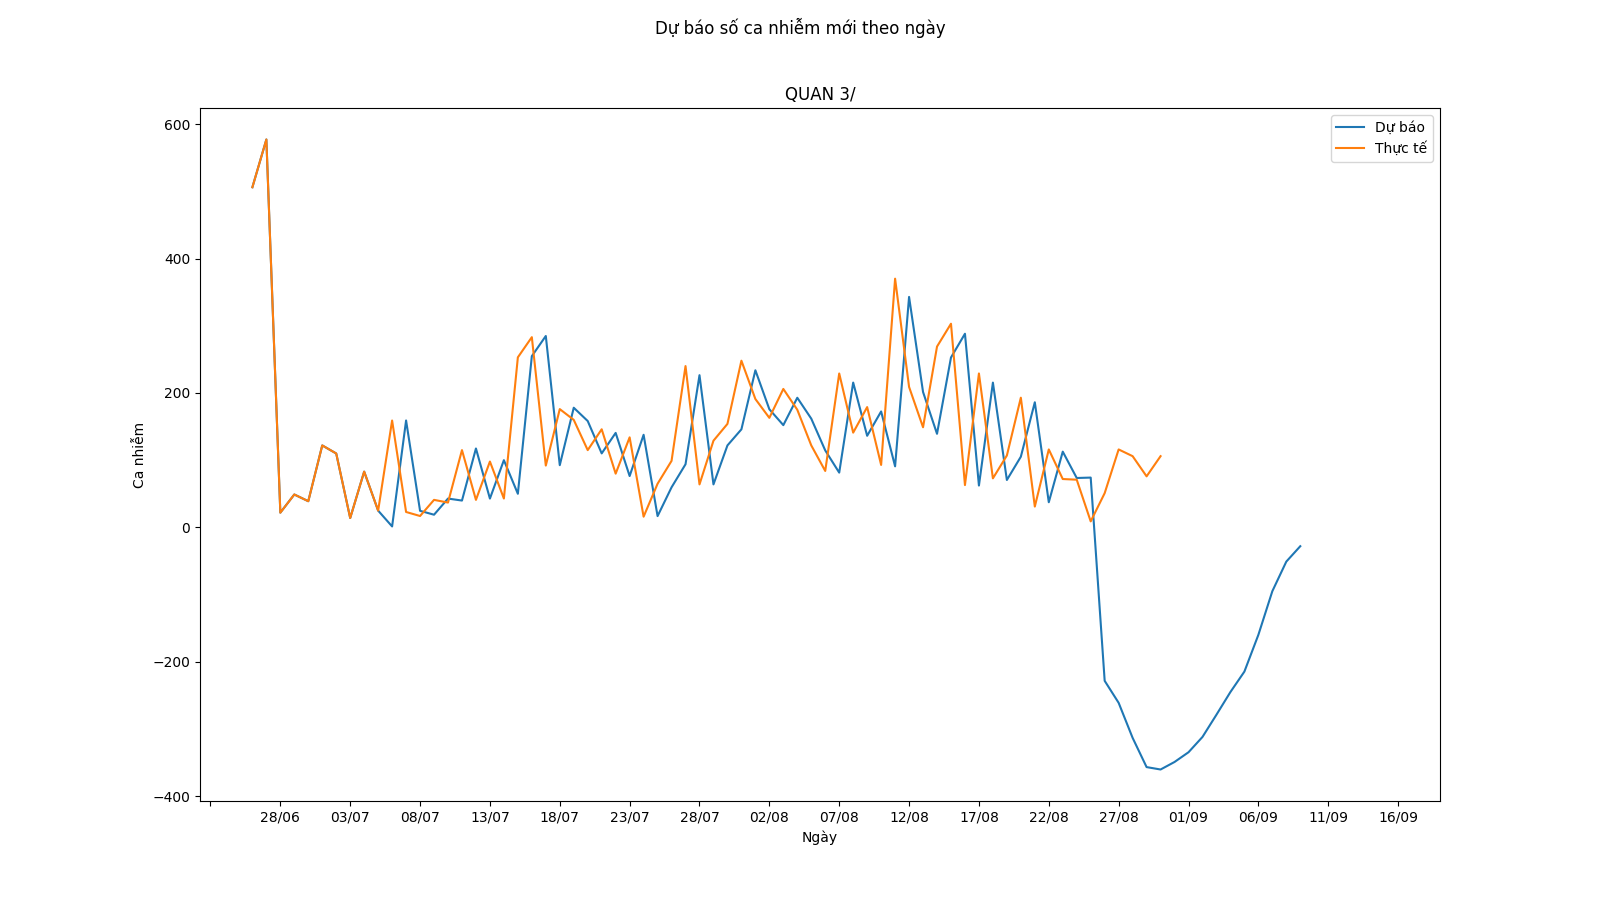 Dự báo số ca nhiễm mới theo ngày
QUAN 3/
Dự báo
Thực tế
600
400
200
0
−200
−400
Ca nhiễm
28/06 03/07 08/07 13/07 18/07 23/07 28/07 02/08 07/08 12/08 17/08 22/08 27/08 01/09 06/09 11/09 16/09
Ngày